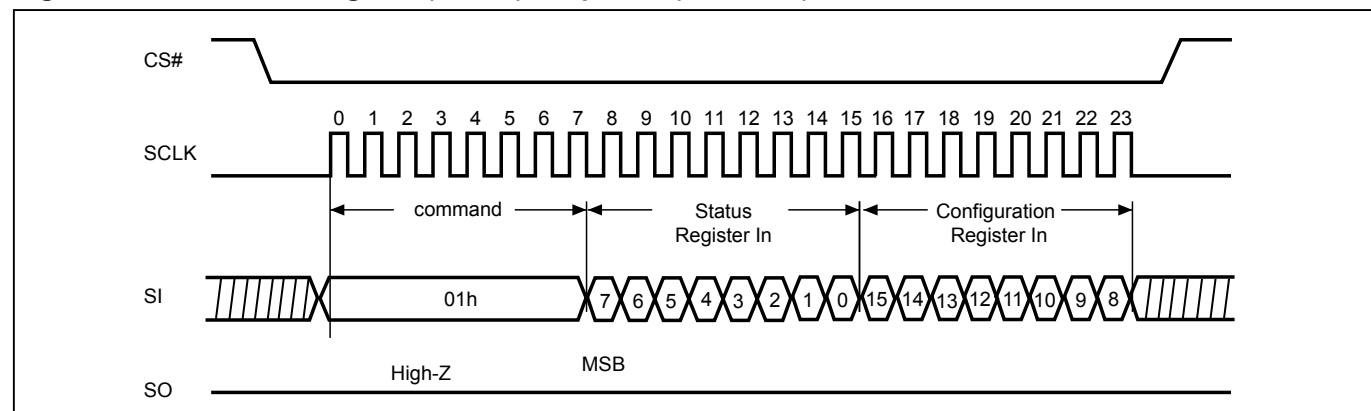 CS#
0 1 2 3 4 5 6 7 8 9 10 11 12 13 14 15 16 17 18 19 20 21 22 23
SCLK
command Status Configuration
Register In Register In
SI 01h 7 6 5 4 3 2 1 0 15 14 13 12 11 10 9 8
High-Z MSB
SO